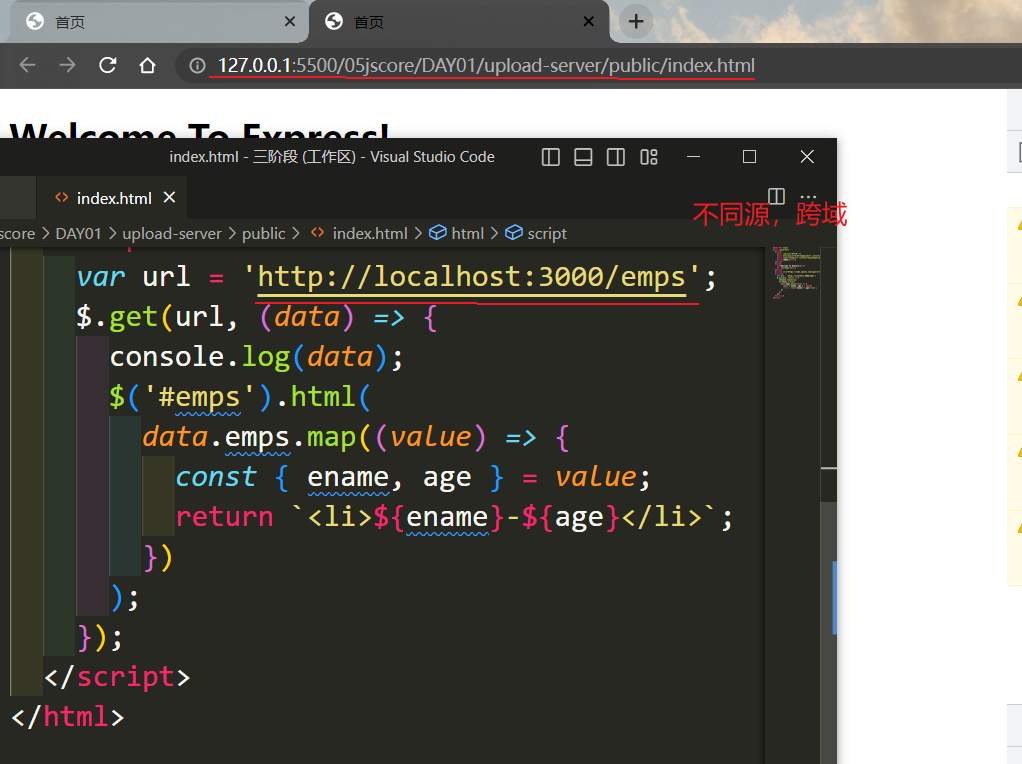 首页
首页
127.0.0.1:5500/05jscore/DAY01/upload-server/public/index.html
Welcome To Express!
index.html - 三阶段 (工作区) - Visual Studio Code
index.html
不同源，跨域
score > DAY01 > upload-server > public > index.html > html > script
var url = 'http://localhost:3000/emps';
$.get(url, (data) => {
console.log(data);
$('#emps').html(
data.emps.map((value) => {
const { ename, age } = value;
return `<li>${ename}-${age}</li>`;
})
);
});
</script>
</html>